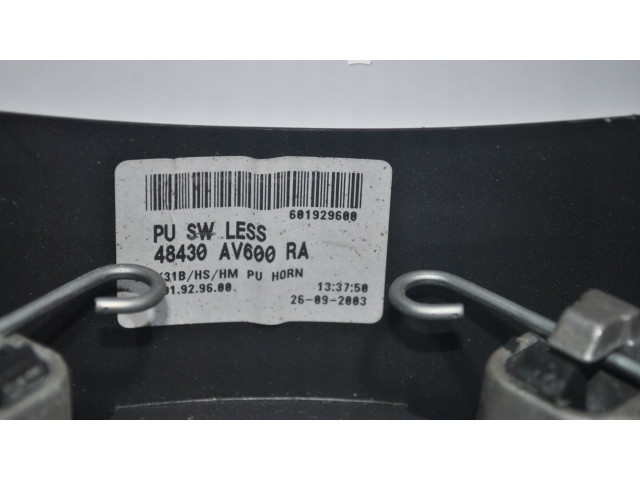 601929600
PU SW LESS
48430 AV600 RA
31B/HS/HM PU HORN
01.92.96.00. 13:37:50
26-09-2003